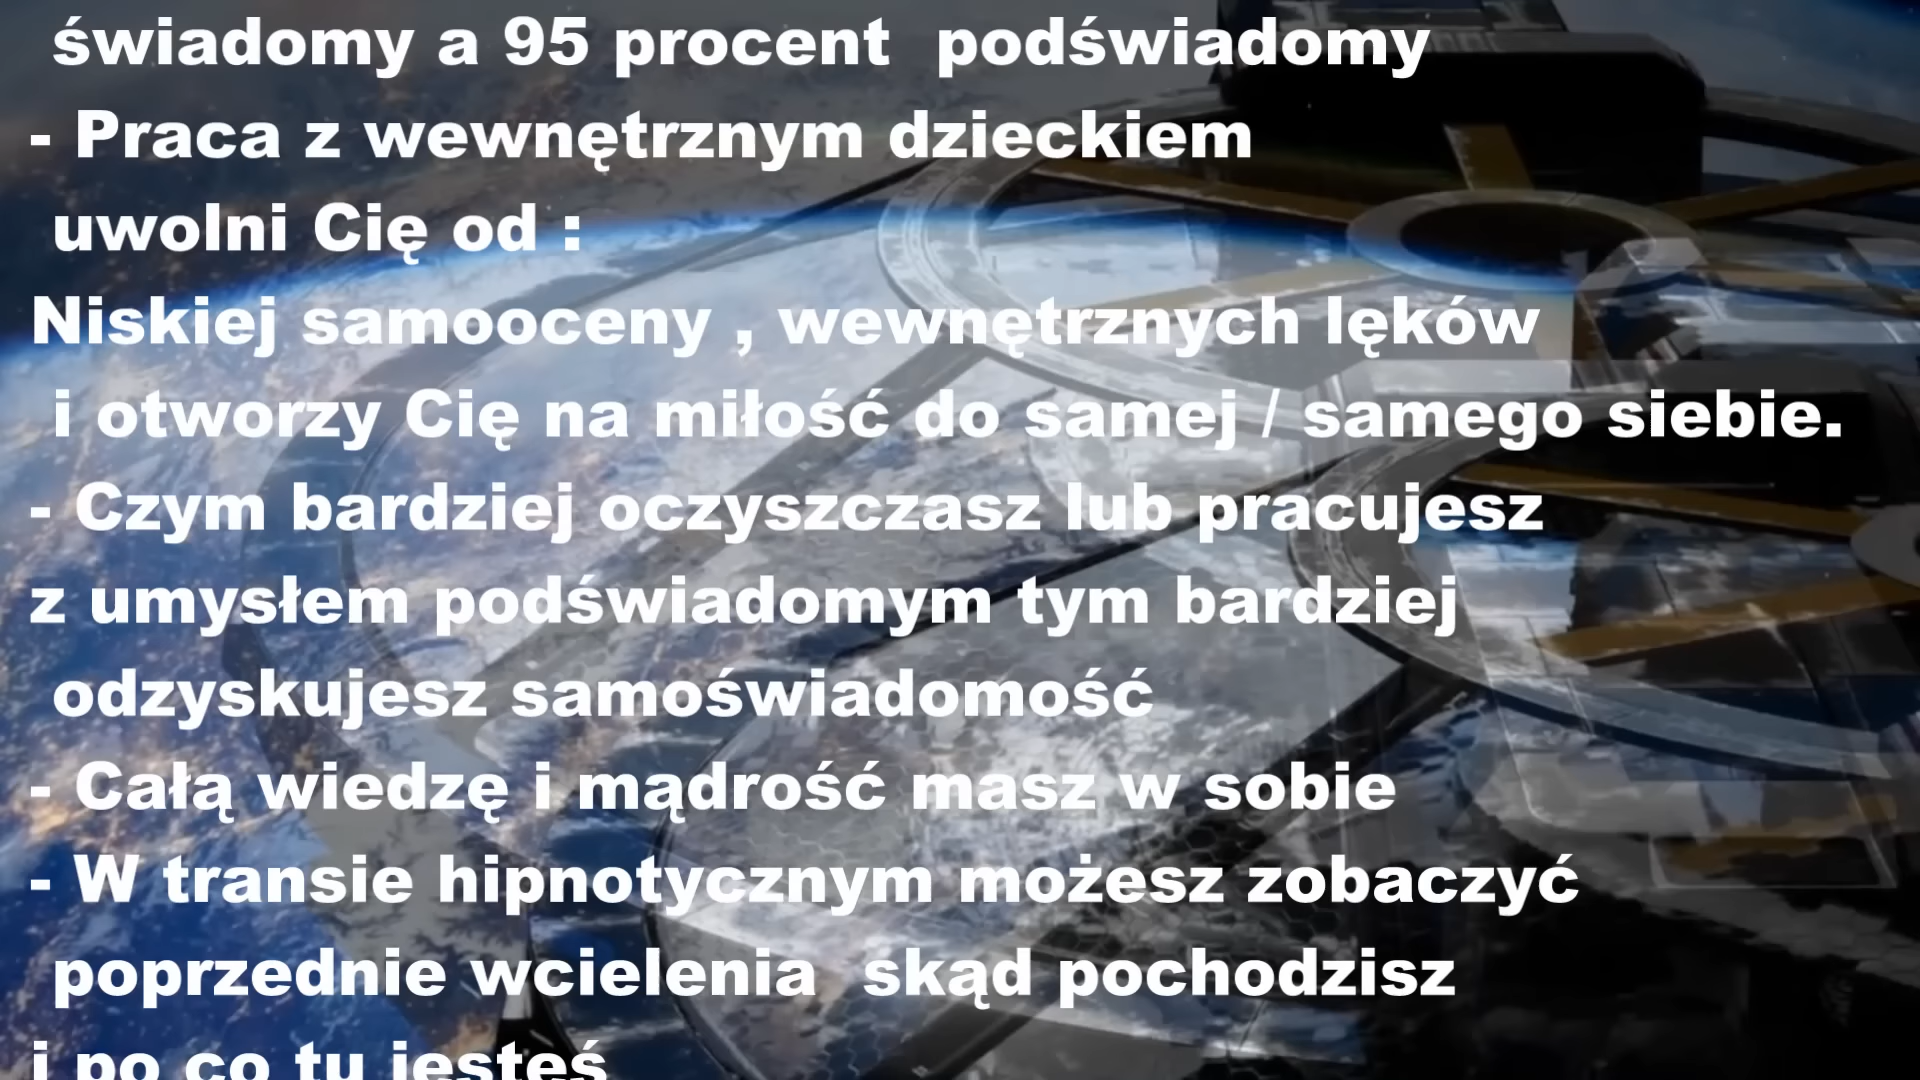 świadomy a 95 procent podświadomy
- Praca z wewnętrznym dzieckiem
uwolni Cię od :
Niskiej samooceny , wewnętrznych lęków
i otworzy Cię na miłość do samej / samego siebie.
- Czym bardziej oczyszczasz lub pracujesz
z umysłem podświadomym tym bardziej
odzyskujesz samoświadomość
- Całą wiedzę i mądrość masz w sobie
- W transie hipnotycznym możesz zobaczyć
poprzednie wcielenia skąd pochodzisz
i po co tu jesteś